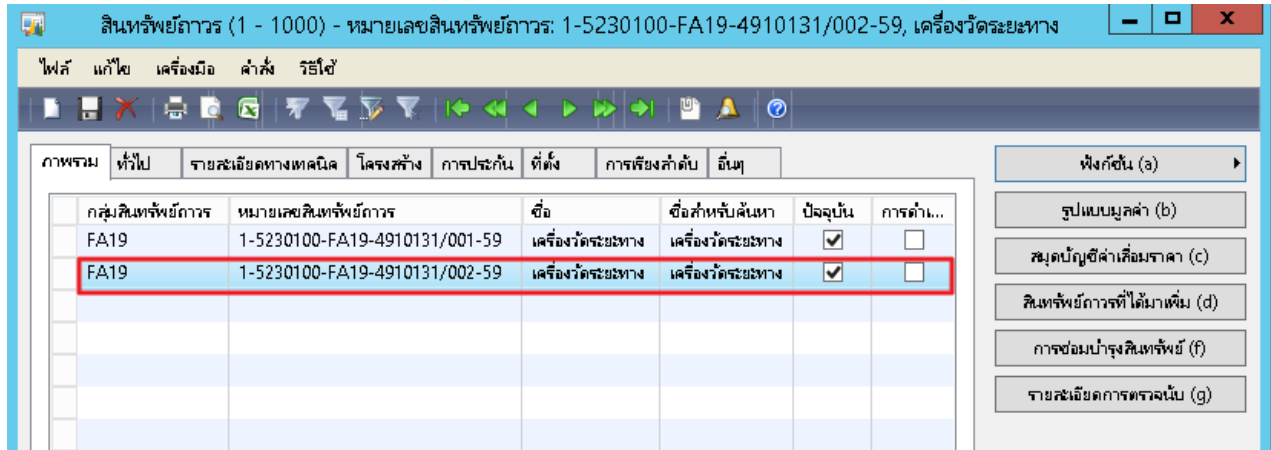 สินทรัพย์ถาวร (1 - 1000) - หมายเลขสินทรัพย์ถาวร: 1-5230100-FA19-4910131/002-59, เครื่องวัดระยะทาง
ไฟล์ แก้ไข เครื่องมือ คำสั่ง วิธีใช้
ภาพรวม ทั่วไป รายละเอียดทางเทคนิค โครงสร้าง การประกัน ที่ตั้ง การเรียงลำดับ อื่นๆ
ฟังก์ชัน (a)
กลุ่มสินทรัพย์ถาวร หมายเลขสินทรัพย์ถาวร ชื่อ ชื่อสำหรับค้นหา ปัจจุบัน การดำเ...
รูปแบบมูลค่า (b)
FA19 1-5230100-FA19-4910131/001-59 เครื่องวัดระยะทาง เครื่องวัดระยะทาง
สมุดบัญชีค่าเสื่อมราคา (c)
FA19 1-5230100-FA19-4910131/002-59 เครื่องวัดระยะทาง เครื่องวัดระยะทาง
สินทรัพย์ถาวรที่ได้มาเพิ่ม (d)
การซ่อมบำรุงสินทรัพย์ (f)
รายละเอียดการตรวจนับ (g)